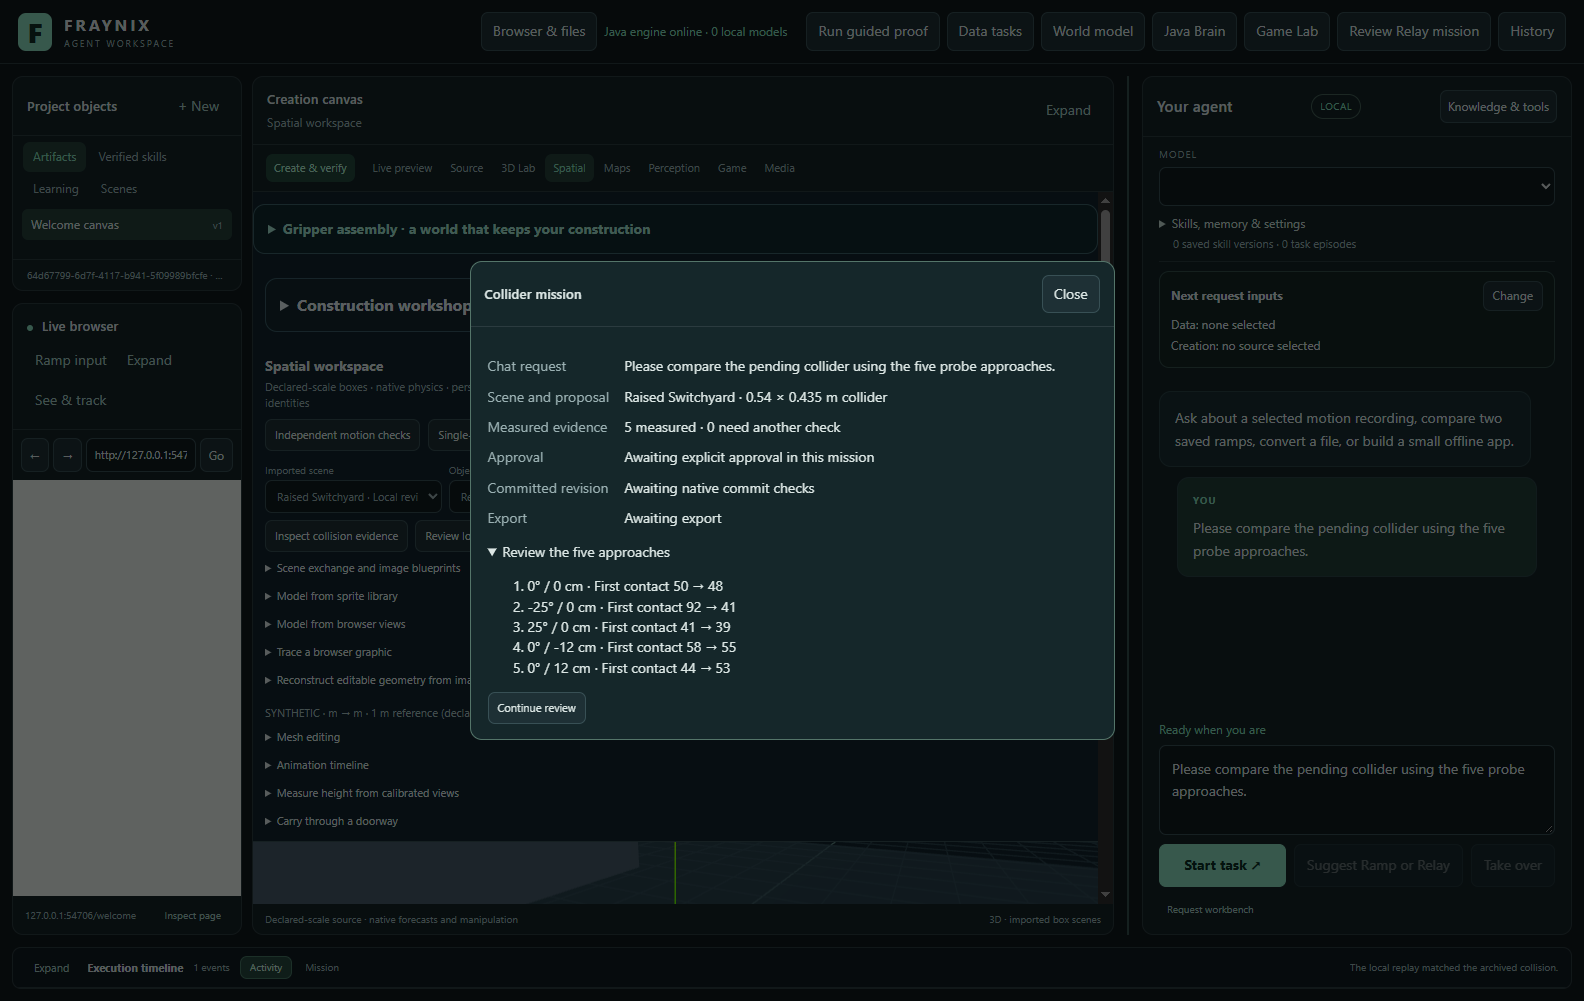 F
FRAYNIX
AGENT WORKSPACE
Browser & files
Java engine online · 0 local models
Run guided proof
Data tasks
World model
Java Brain
Game Lab
Review Relay mission
History
Project objects
+ New
Artifacts
Verified skills
Learning
Scenes
Welcome canvas
v1
64d67799-6d7f-4117-b941-5f09989bfcfe · ...
Live browser
Ramp input
Expand
See & track
←
→
http://127.0.0.1:547
Go
127.0.0.1:54706/welcome
Inspect page
Creation canvas
Spatial workspace
Expand
Create & verify
Live preview
Source
3D Lab
Spatial
Maps
Perception
Game
Media
Gripper assembly · a world that keeps your construction
Construction workshop
Spatial workspace
Declared-scale boxes · native physics · pers
identities
Independent motion checks
Single-
Imported scene
Obje
Raised Switchyard · Local revi
Re
Inspect collision evidence
Review lo
Scene exchange and image blueprints
Model from sprite library
Model from browser views
Trace a browser graphic
Reconstruct editable geometry from ima
SYNTHETIC · m → m · 1 m reference (decla
Mesh editing
Animation timeline
Measure height from calibrated views
Carry through a doorway
Declared-scale source · native forecasts and manipulation
3D · imported box scenes
Collider mission
Close
Chat request
Please compare the pending collider using the five probe approaches.
Scene and proposal
Raised Switchyard · 0.54 × 0.435 m collider
Measured evidence
5 measured · 0 need another check
Approval
Awaiting explicit approval in this mission
Committed revision
Awaiting native commit checks
Export
Awaiting export
Review the five approaches
1. 0° / 0 cm · First contact 50 → 48
2. -25° / 0 cm · First contact 92 → 41
3. 25° / 0 cm · First contact 41 → 39
4. 0° / -12 cm · First contact 58 → 55
5. 0° / 12 cm · First contact 44 → 53
Continue review
Your agent
LOCAL
Knowledge & tools
MODEL
Skills, memory & settings
0 saved skill versions · 0 task episodes
Next request inputs
Change
Data: none selected
Creation: no source selected
Ask about a selected motion recording, compare two
saved ramps, convert a file, or build a small offline app.
YOU
Please compare the pending collider using the five
probe approaches.
Ready when you are
Please compare the pending collider using the five probe
approaches.
Start task ↗
Suggest Ramp or Relay
Take over
Request workbench
Expand
Execution timeline
1 events
Activity
Mission
The local replay matched the archived collision.